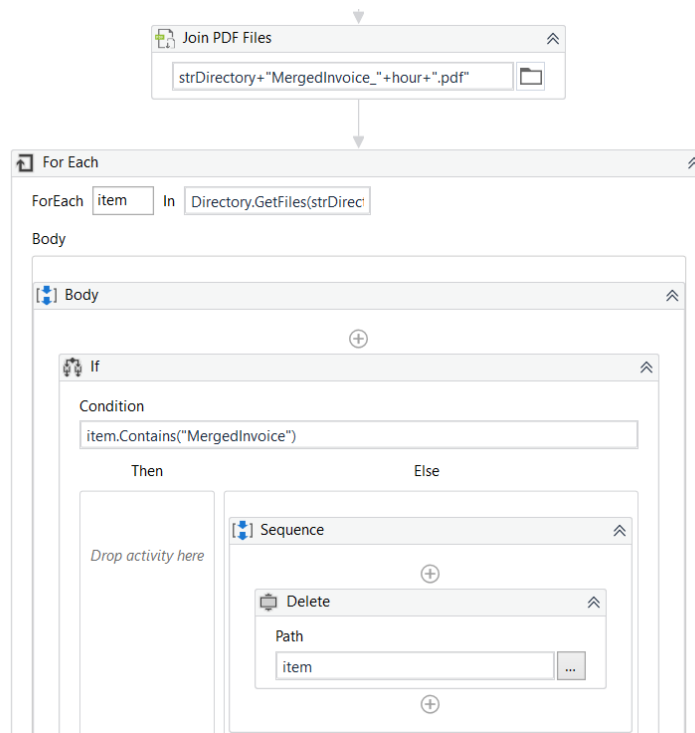 Join PDF Files
strDirectory+"MergedInvoice_"+hour+".pdf"
For Each
ForEach item In Directory.GetFiles(strDirect
Body
Body
If
Condition
item.Contains("MergedInvoice")
Then Else
Sequence
Drop activity here
Delete
Path
item ...